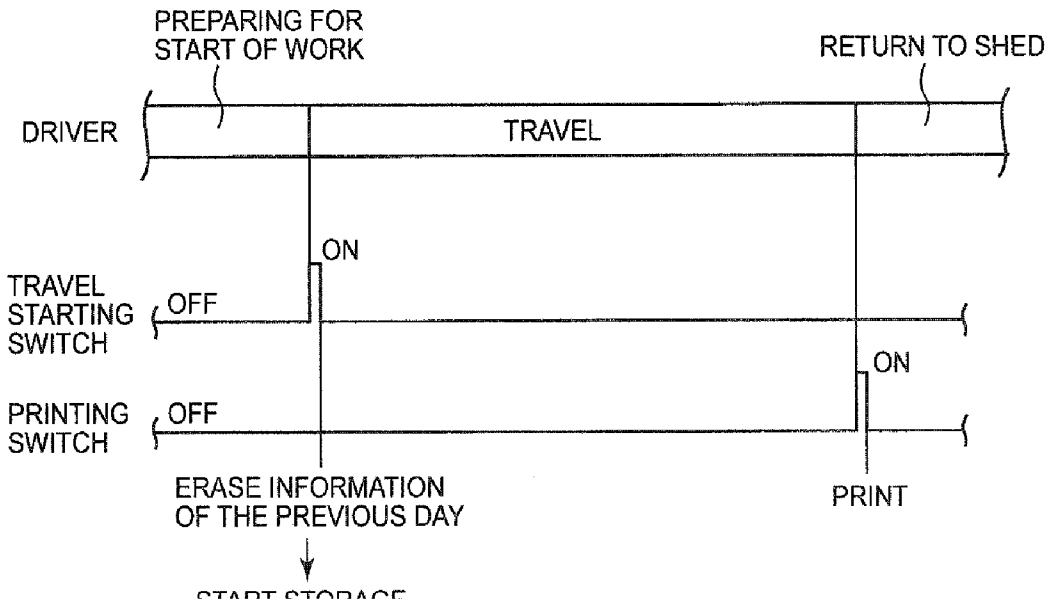 PREPARING FOR
START OF WORK
RETURN TO SHED
DRIVER
TRAVEL
ON
TRAVEL
STARTING
SWITCH
OFF
ON
PRINTING
SWITCH
OFF
ERASE INFORMATION
OF THE PREVIOUS DAY
PRINT
START STORAGE